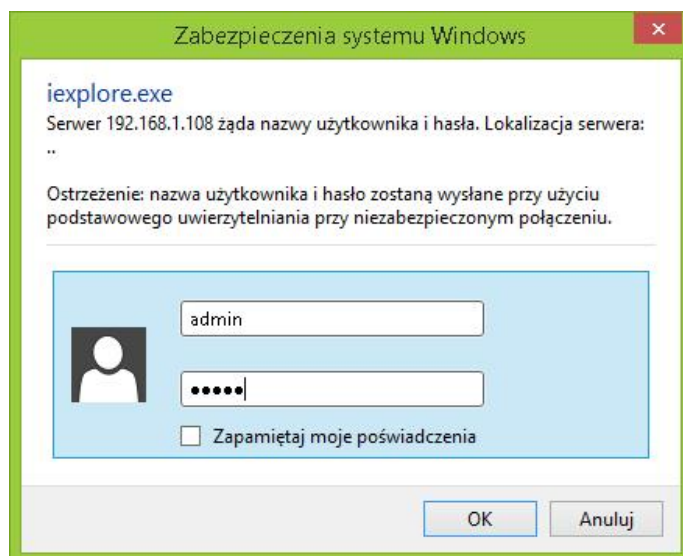 Zabezpieczenia systemu Windows
iexplore.exe
Serwer 192.168.1.108 żąda nazwy użytkownika i hasła. Lokalizacja serwera:
..
Ostrzeżenie: nazwa użytkownika i hasło zostaną wysłane przy użyciu
podstawowego uwierzytelniania przy niezabezpieczonym połączeniu.
admin
●●●●●
Zapamiętaj moje poświadczenia
OK
Anuluj